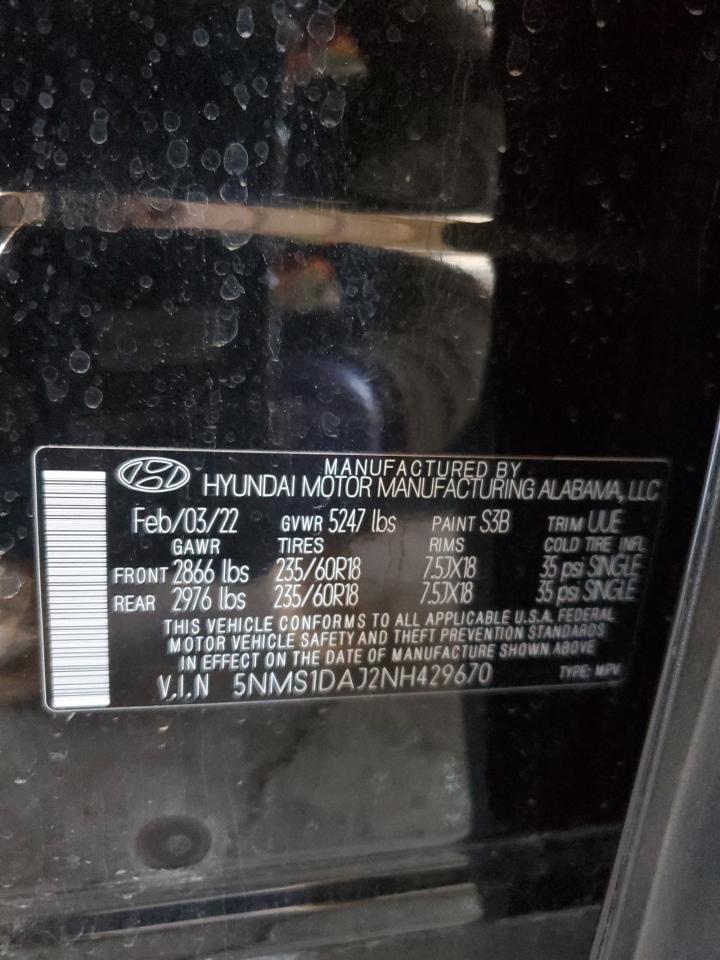 MANUFACTURED BY
HYUNDAI MOTOR MANUFACTURING ALABAMA, LLC
Feb/03/22 GVWR 5247 lbs PAINT S3B TRIM UUE
GAWR TIRES RIMS COLD TIRE INFL
FRONT 2866 lbs 235/60R18 7.5JX18 35 psi SINGLE
REAR 2976 lbs 235/60R18 7.5JX18 35 psi SINGLE
THIS VEHICLE CONFORMS TO ALL APPLICABLE U.S.A. FEDERAL
MOTOR VEHICLE SAFETY AND THEFT PREVENTION STANDARDS
IN EFFECT ON THE DATE OF MANUFACTURE SHOWN ABOVE
V.I.N 5NMS1DAJ2NH429670 TYPE: MPV